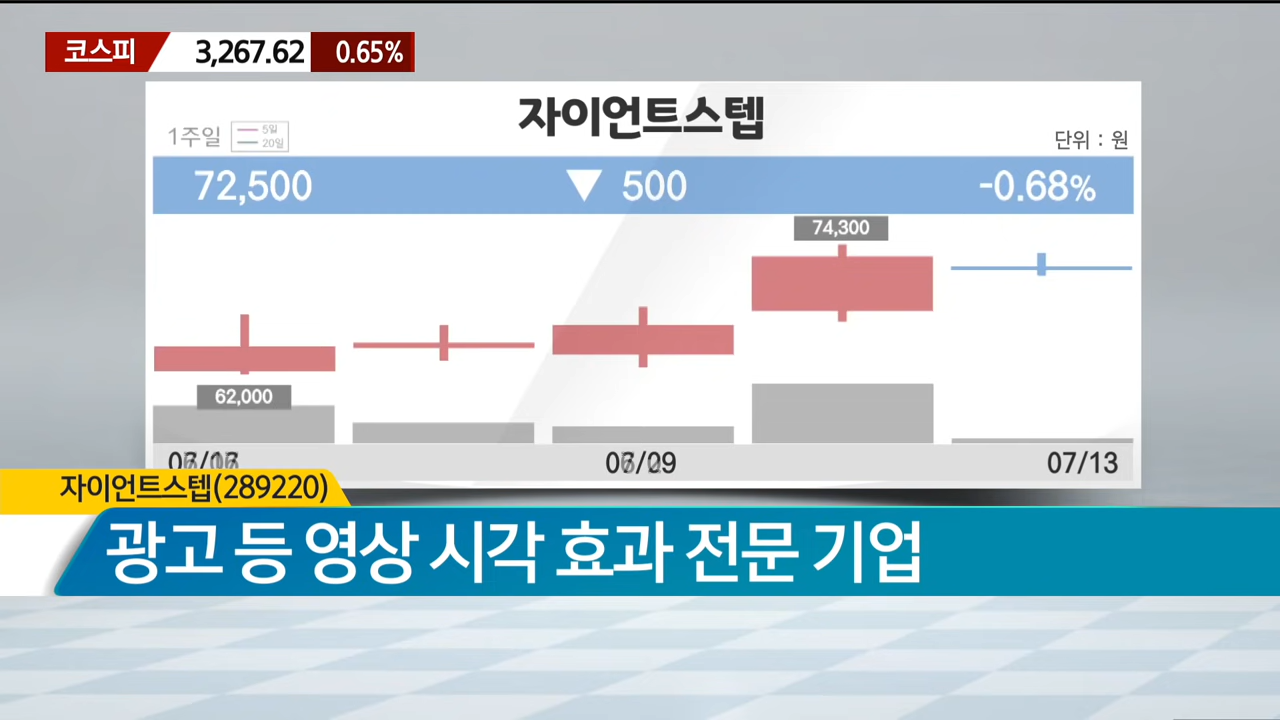 코스피 3,267.62 0.65%
자이언트스텝
1주일 5일
20일
단위 : 원
72,500 ▼ 500 -0.68%
74,300
62,000
07/13
자이언트스텝(289220)
광고 등 영상 시각 효과 전문 기업